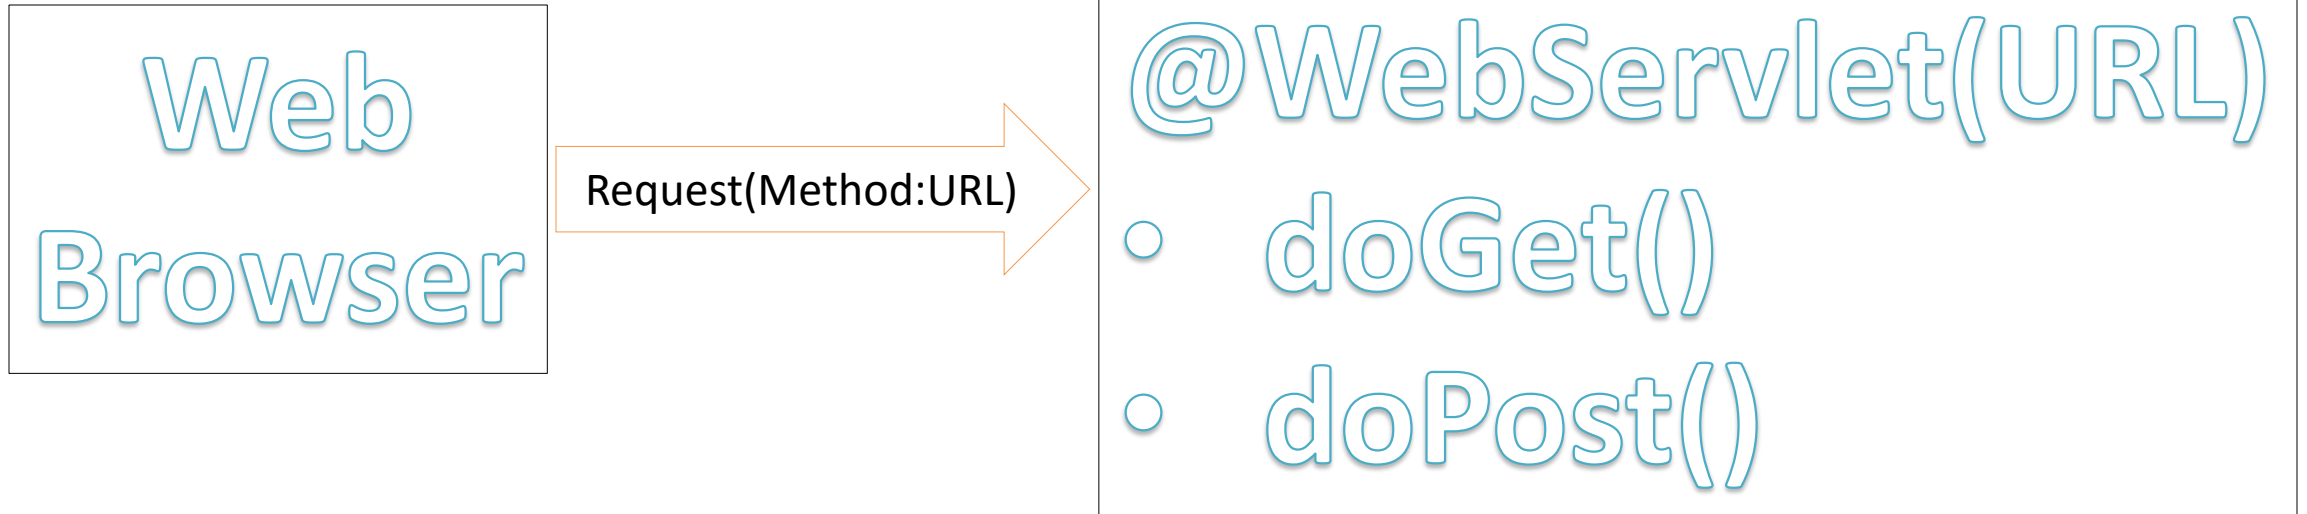 Web
Browser
Request(Method:URL)
@WebServlet(URL)
• doGet()
• doPost()